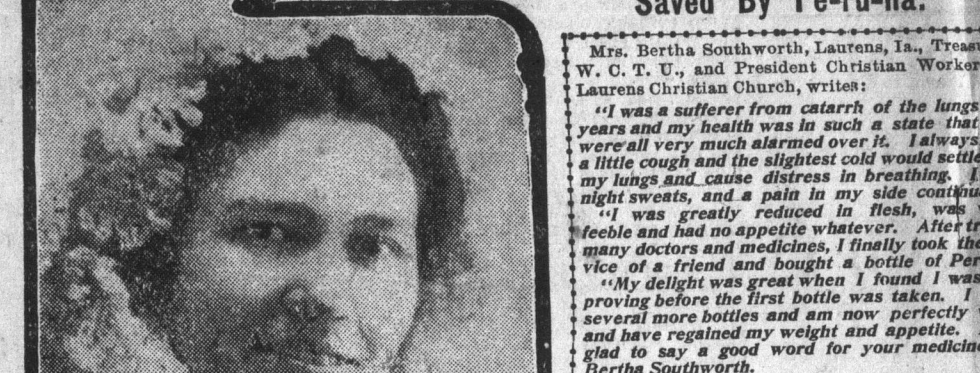 Saved By Pe-ru-na.
Mrs. Bertha Southworth, Laurens, Ia., Treas
W. C. T. U., and President Christian Worker
Laurens Christian Church, writes:
"I was a sufferer from catarrh of the lungs
years and my health was in such a state that
were all very much alarmed over it. I always
a little cough and the slightest cold would settle
my lungs and cause distress in breathing. I
night sweats, and a pain in my side continu
"I was greatly reduced in flesh, was
feeble and had no appetite whatever. After tr
many doctors and medicines, I finally took the
vice of a friend and bought a bottle of Per
"My delight was great when I found I was
proving before the first bottle was taken. I
several more bottles and am now perfectly
and have regained my weight and appetite.
glad to say a good word for your medicine
Bertha Southworth.